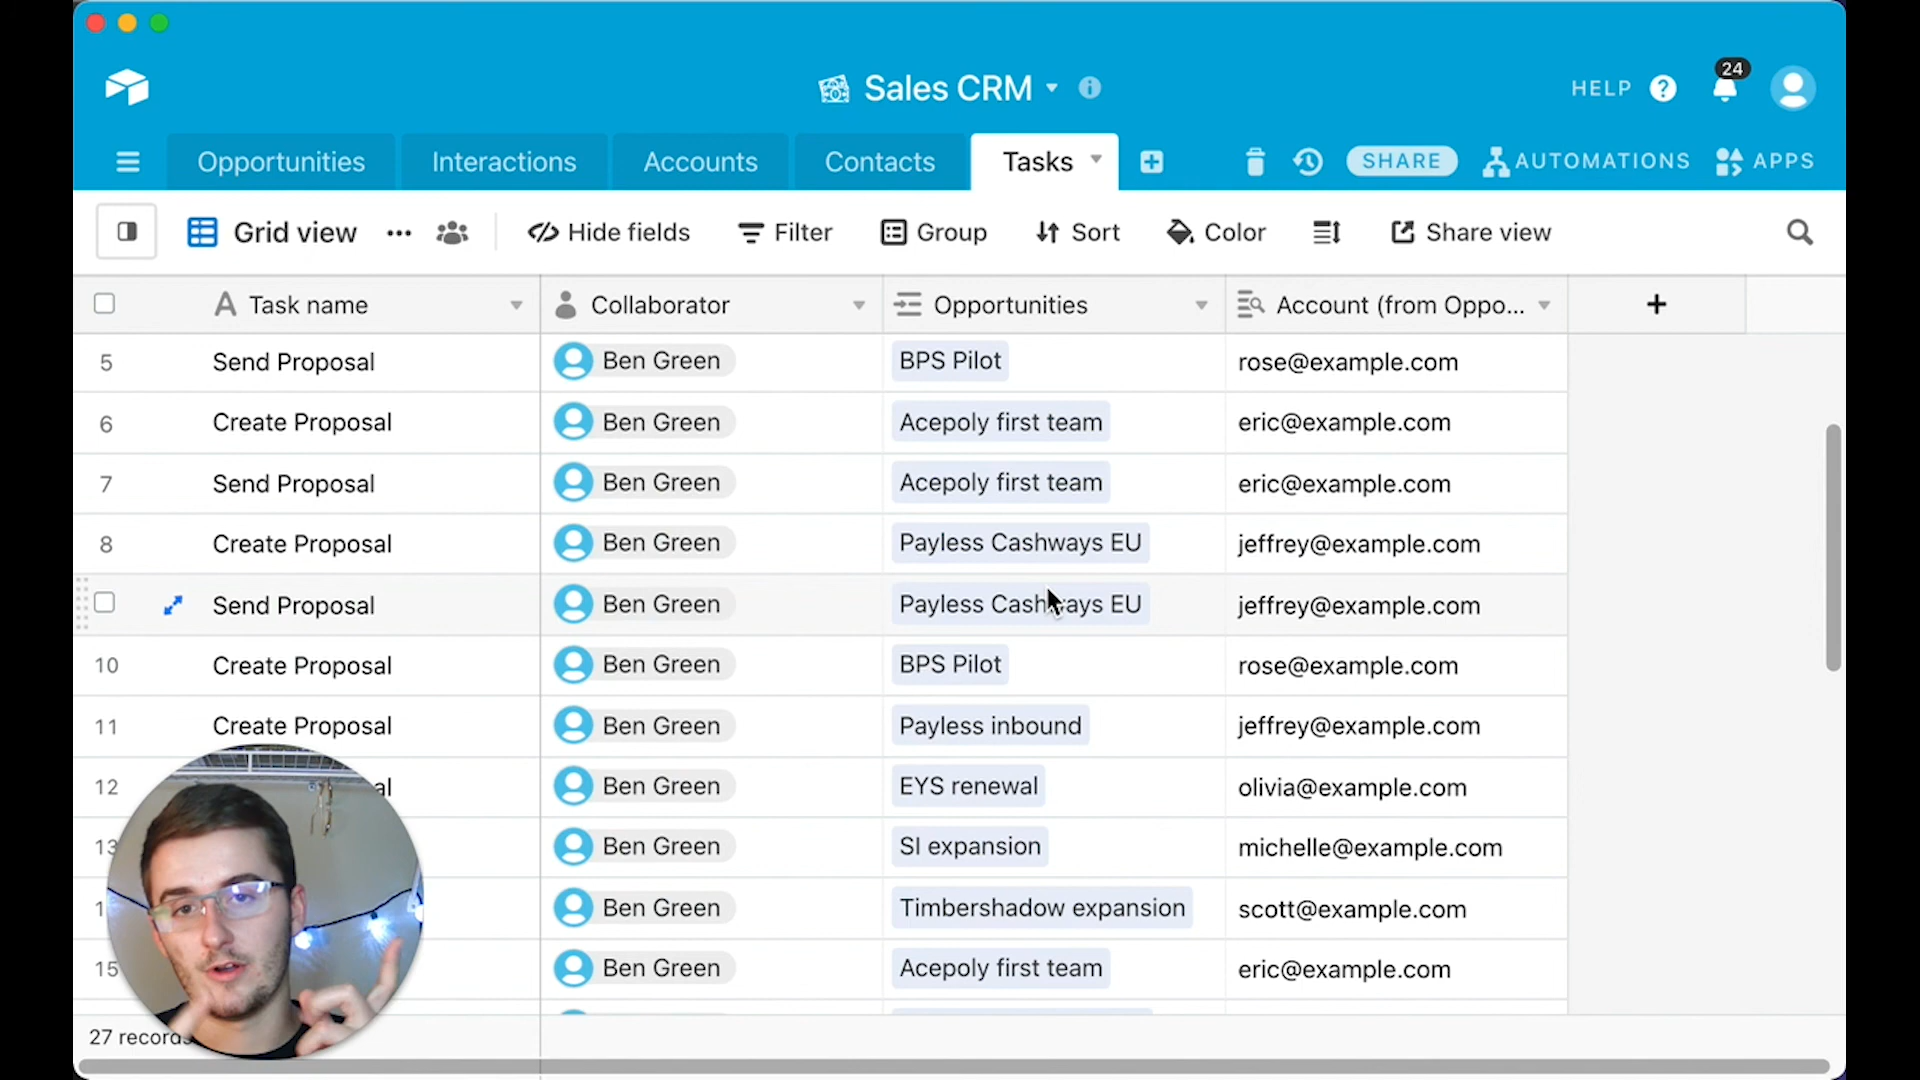 Sales CRM
HELP ?
24
Opportunities
Interactions
Accounts
Contacts
Tasks
SHARE
AUTOMATIONS
APPS
Grid view
Hide fields
Filter
Group
Sort
Color
Share view
Task name
Collaborator
Opportunities
Account (from Oppo...
5 Send Proposal Ben Green BPS Pilot rose@example.com
6 Create Proposal Ben Green Acepoly first team eric@example.com
7 Send Proposal Ben Green Acepoly first team eric@example.com
8 Create Proposal Ben Green Payless Cashways EU jeffrey@example.com
Send Proposal Ben Green Payless Cashways EU jeffrey@example.com
10 Create Proposal Ben Green BPS Pilot rose@example.com
11 Create Proposal Ben Green Payless inbound jeffrey@example.com
12 al Ben Green EYS renewal olivia@example.com
13 Ben Green SI expansion michelle@example.com
1 Ben Green Timbershadow expansion scott@example.com
15 Ben Green Acepoly first team eric@example.com
27 records